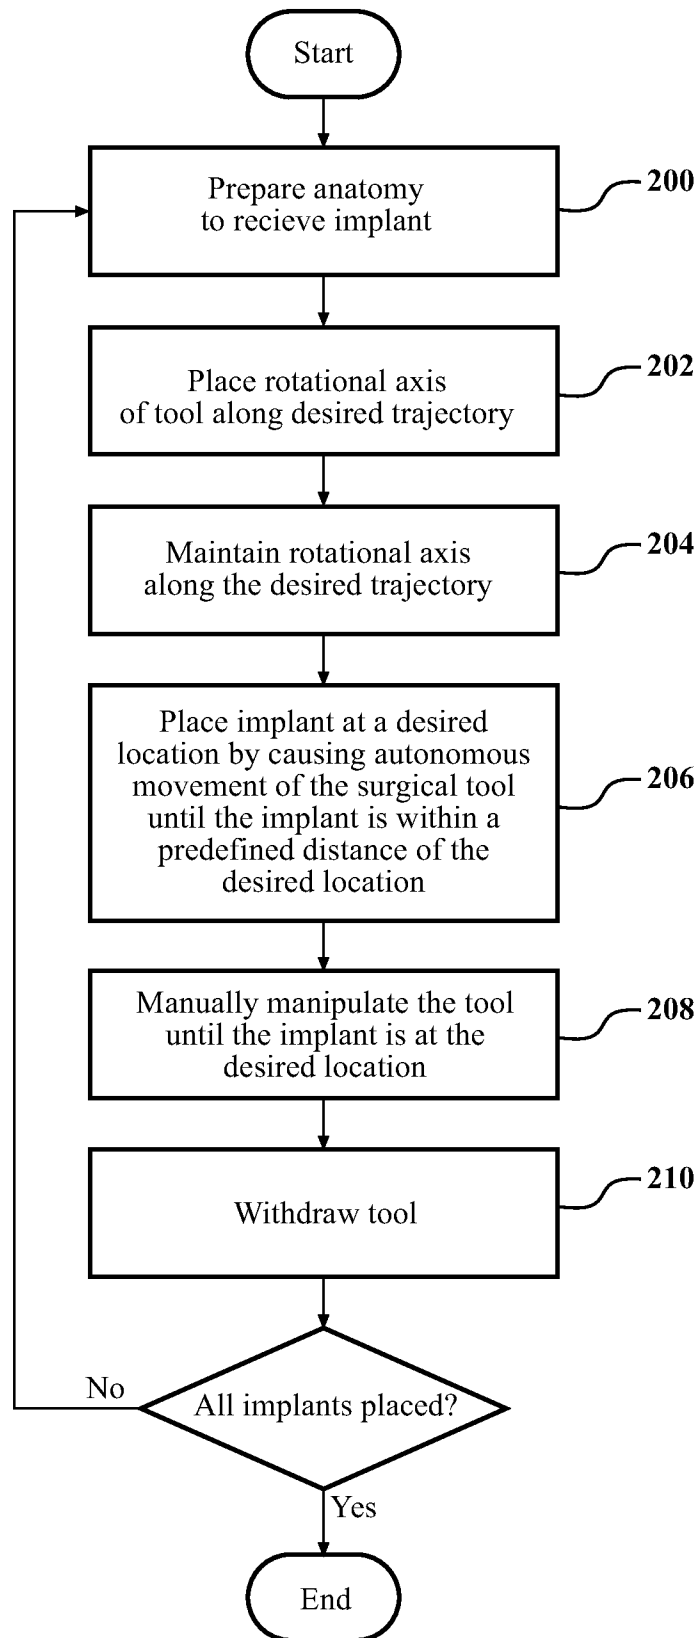 Start
Prepare anatomy
to recieve implant
200
Place rotational axis
of tool along desired trajectory
202
Maintain rotational axis
along the desired trajectory
204
Place implant at a desired
location by causing autonomous
movement of the surgical tool
until the implant is within a
predefined distance of the
desired location
206
Manually manipulate the tool
until the implant is at the
desired location
208
Withdraw tool
210
No
All implants placed?
Yes
End